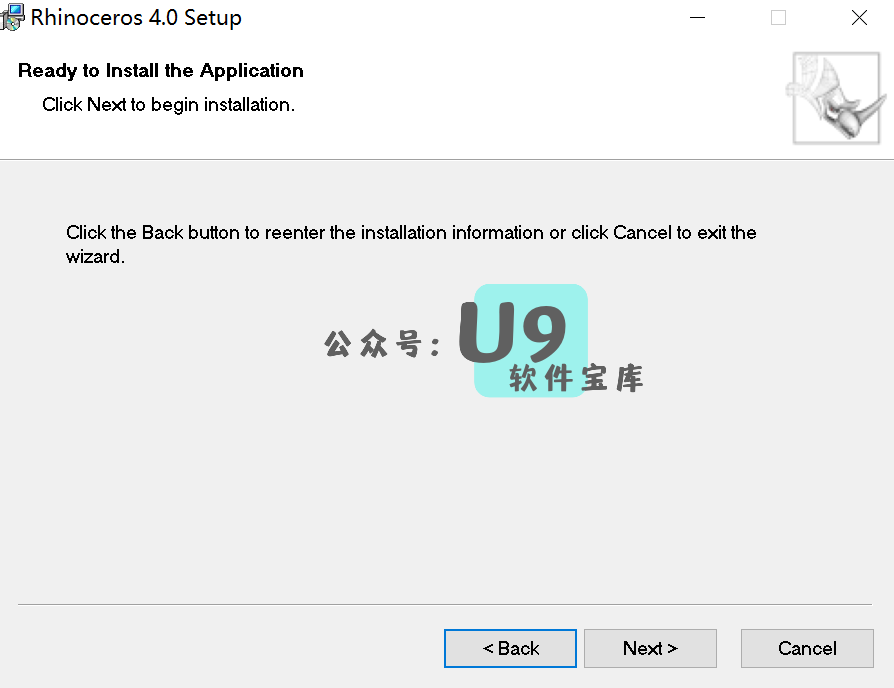 Rhinoceros 4.0 Setup
Ready to Install the Application
Click Next to begin installation.
Click the Back button to reenter the installation information or click Cancel to exit the
wizard.
公众号：U9
软件宝库
< Back
Next >
Cancel